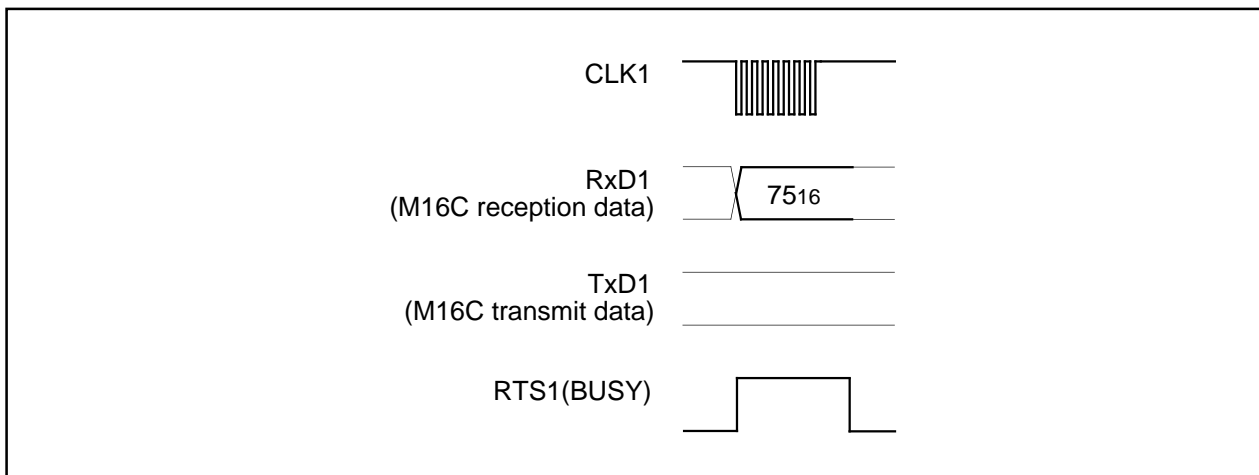 CLK1
RxD1
(M16C reception data)
7516
TxD1
(M16C transmit data)
RTS1(BUSY)